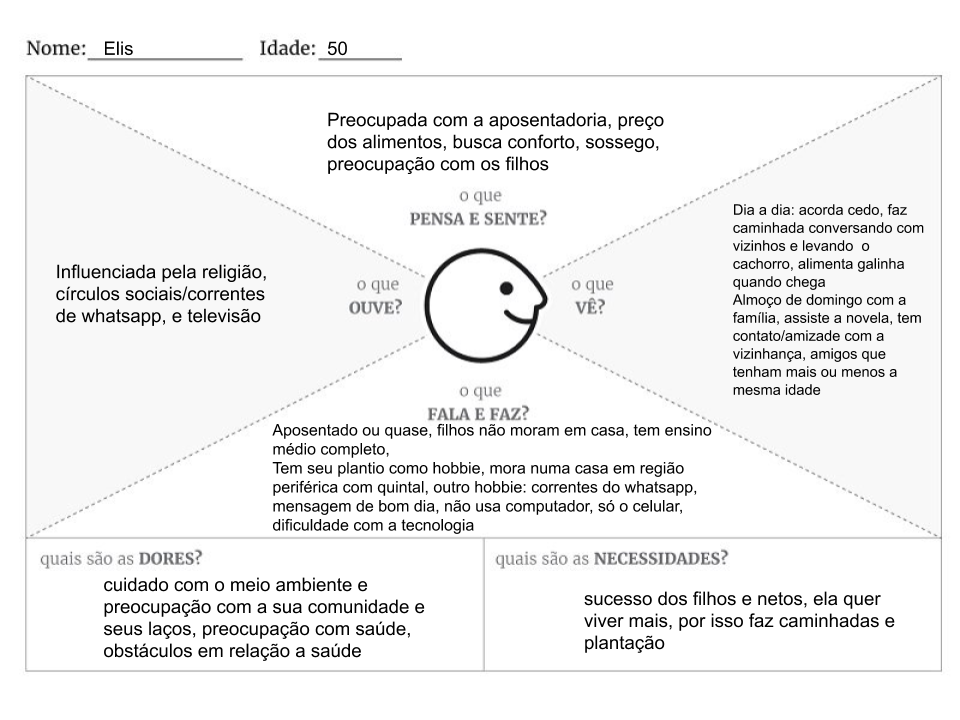 Nome: Elis Idade: 50
Preocupada com a aposentadoria, preço
dos alimentos, busca conforto, sossego,
preocupação com os filhos
o que
PENSA E SENTE?
Influenciada pela religião,
círculos sociais/correntes
de whatsapp, e televisão
o que
OUVE?
o que
VÊ?
Dia a dia: acorda cedo, faz
caminhada conversando com
vizinhos e levando o
cachorro, alimenta galinha
quando chega
Almoço de domingo com a
família, assiste a novela, tem
contato/amizade com a
vizinhança, amigos que
tenham mais ou menos a
mesma idade
o que
FALA E FAZ?
Aposentado ou quase, filhos não moram em casa, tem ensino
médio completo,
Tem seu plantio como hobbie, mora numa casa em região
periférica com quintal, outro hobbie: correntes do whatsapp,
mensagem de bom dia, não usa computador, só o celular,
dificuldade com a tecnologia
quais são as DORES?
cuidado com o meio ambiente e
preocupação com a sua comunidade e
seus laços, preocupação com saúde,
obstáculos em relação a saúde
quais são as NECESSIDADES?
sucesso dos filhos e netos, ela quer
viver mais, por isso faz caminhadas e
plantação